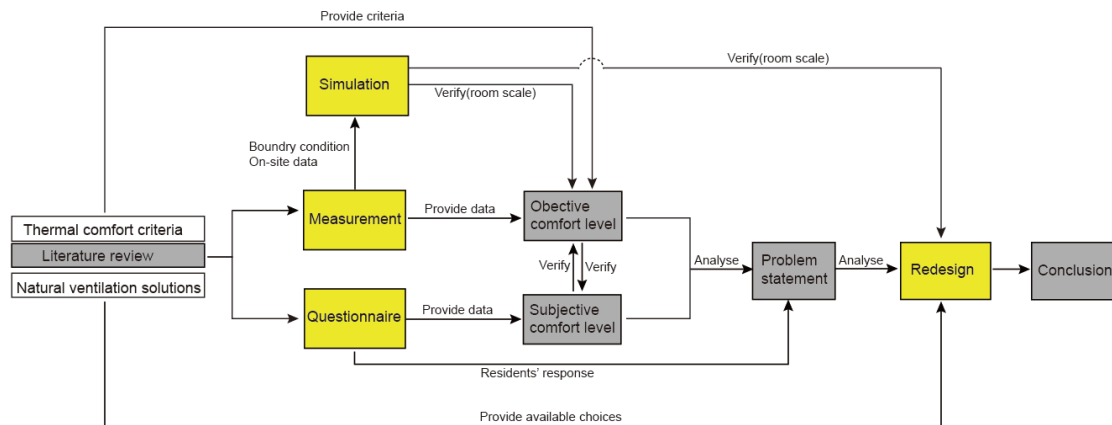 Provide criteria
Simulation
Verify(room scale)
Verify(room scale)
Boundry condition
On-site data
Thermal comfort criteria
Literature review
Natural ventilation solutions
Measurement
Provide data
Obective
comfort level
Verify
Verify
Questionnaire
Provide data
Subjective
comfort level
Analyse
Problem
statement
Analyse
Redesign
Conclusion
Residents' response
Provide available choices